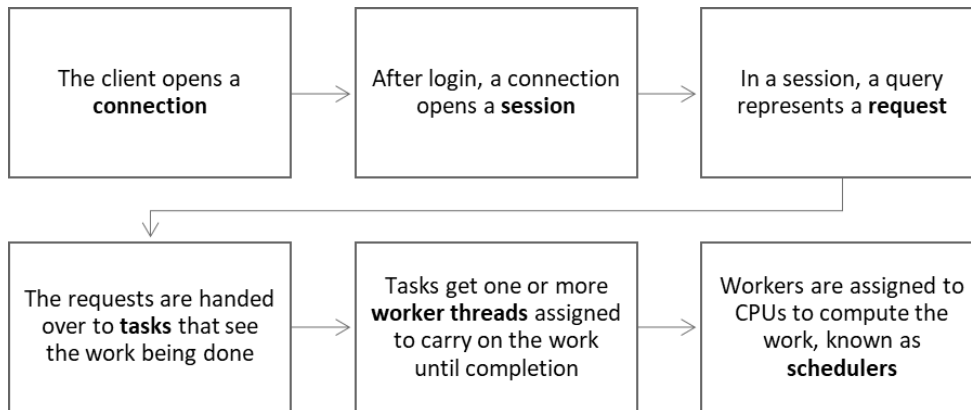 The client opens a
connection
After login, a connection
opens a session
In a session, a query
represents a request
The requests are handed
over to tasks that see
the work being done
Tasks get one or more
worker threads assigned
to carry on the work
until completion
Workers are assigned to
CPUs to compute the
work, known as
schedulers